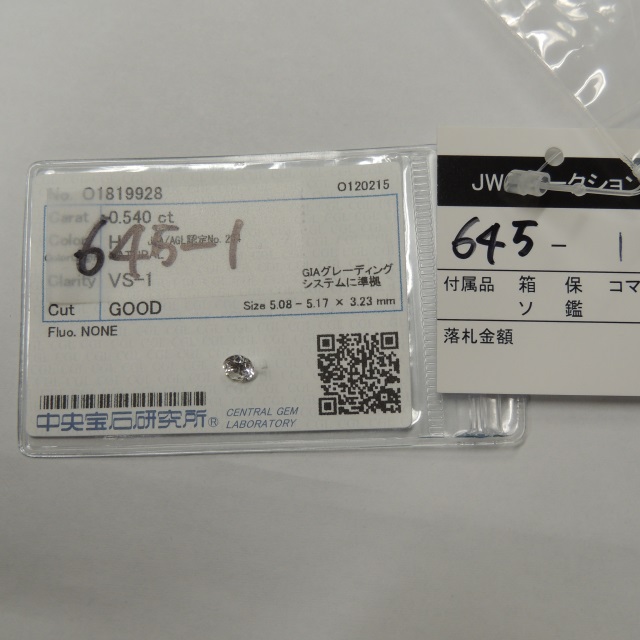 No. O1819928
O120215
Carat 0.540 ct
Color H
645-1
Clarity VS-1
GIAグレーディング
システムに準拠
Cut GOOD
Size 5.08 – 5.17 × 3.23 mm
Fluo. NONE
中央宝石研究所®
CENTRAL GEM
LABORATORY
645 - 1
付属品 箱 保 コマ
ソ 鑑
落札金額